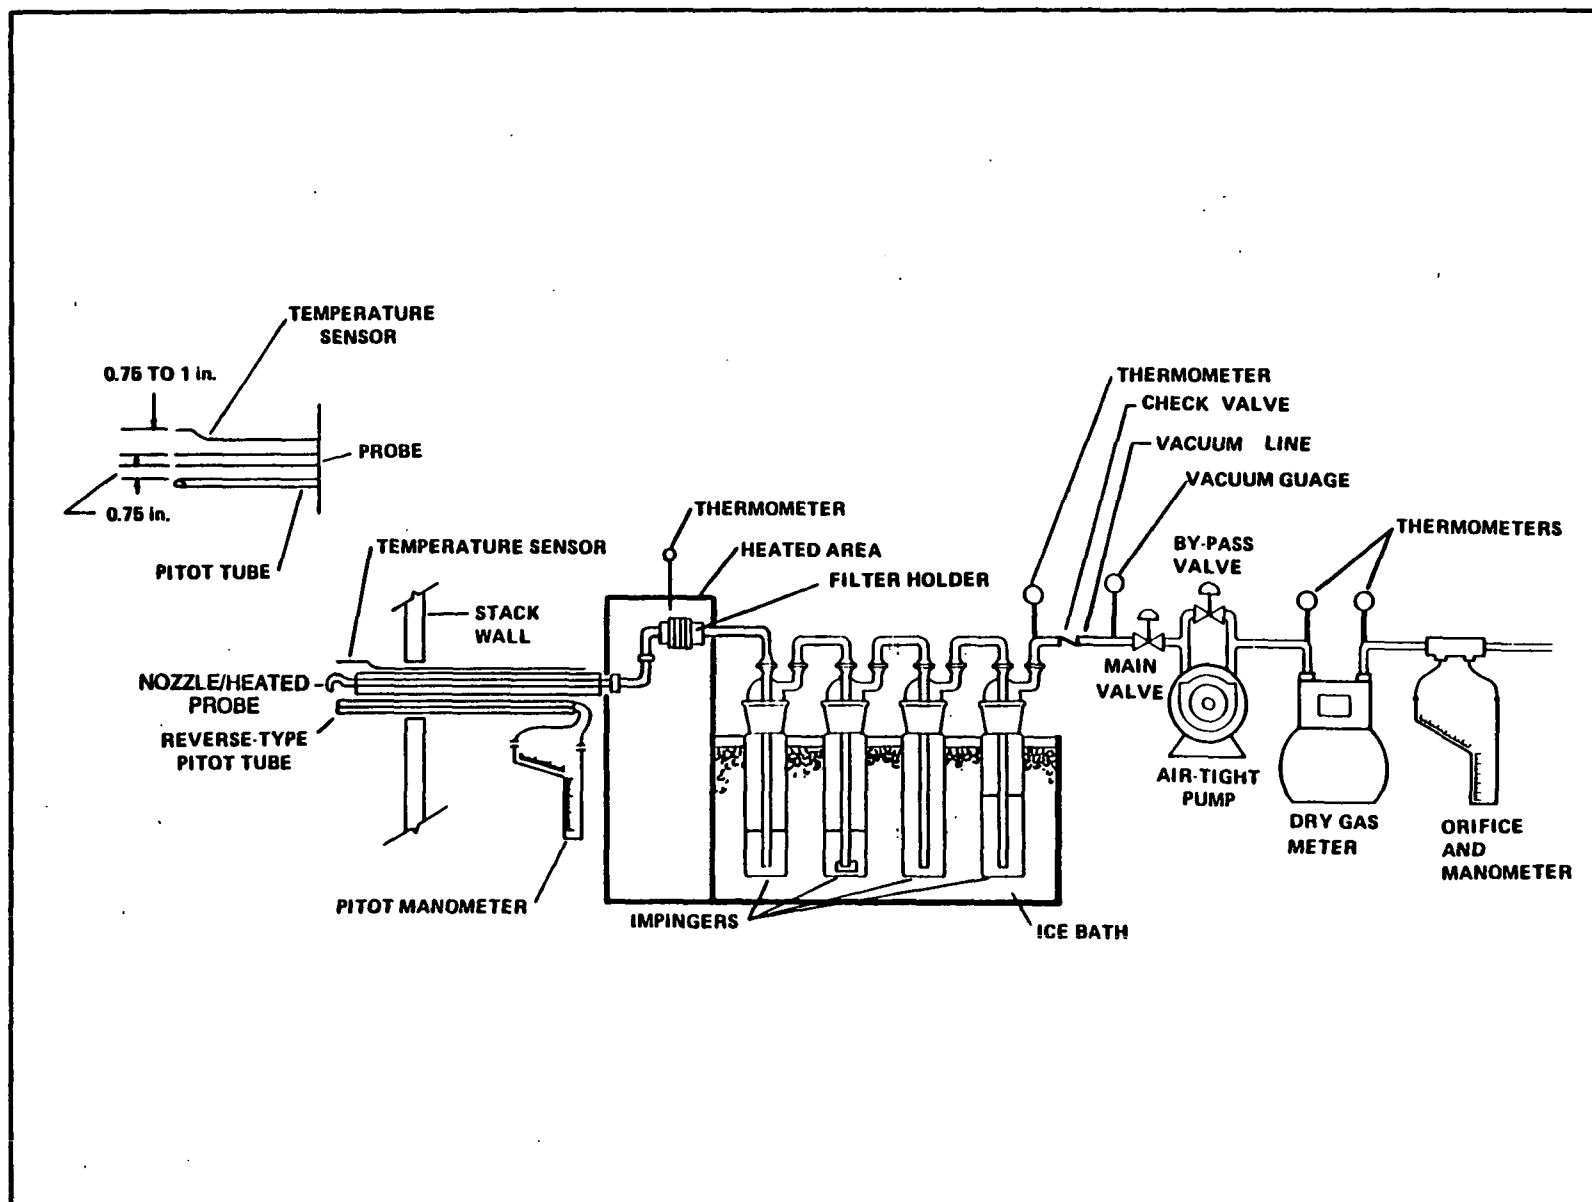 TEMPERATURE
SENSOR
0.75 TO 1 in.
PROBE
0.75 in.
PITOT TUBE
THERMOMETER
CHECK VALVE
VACUUM LINE
VACUUM GUAGE
THERMOMETER
HEATED AREA
FILTER HOLDER
BY-PASS
VALVE
THERMOMETERS
TEMPERATURE SENSOR
STACK
WALL
NOZZLE/HEATED
PROBE
REVERSE-TYPE
PITOT TUBE
MAIN
VALVE
AIR-TIGHT
PUMP
DRY GAS
METER
ORIFICE
AND
MANOMETER
PITOT MANOMETER
IMPINGERS
ICE BATH